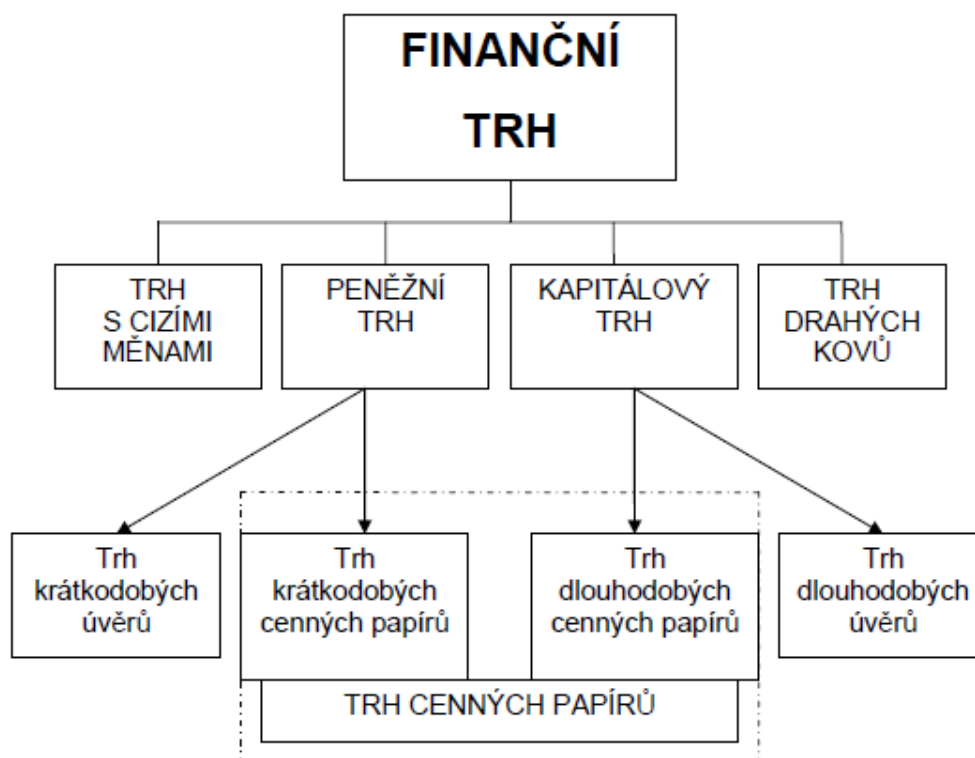 FINANČNÍ
TRH
TRH
S CIZÍMI
MĚNAMI
PENĚŽNÍ
TRH
KAPITÁLOVÝ
TRH
TRH
DRAHÝCH
KOVŮ
Trh
krátkodobých
úvěrů
Trh
krátkodobých
cenných papírů
Trh
dlouhodobých
cenných papírů
Trh
dlouhodobých
úvěrů
TRH CENNÝCH PAPÍRŮ